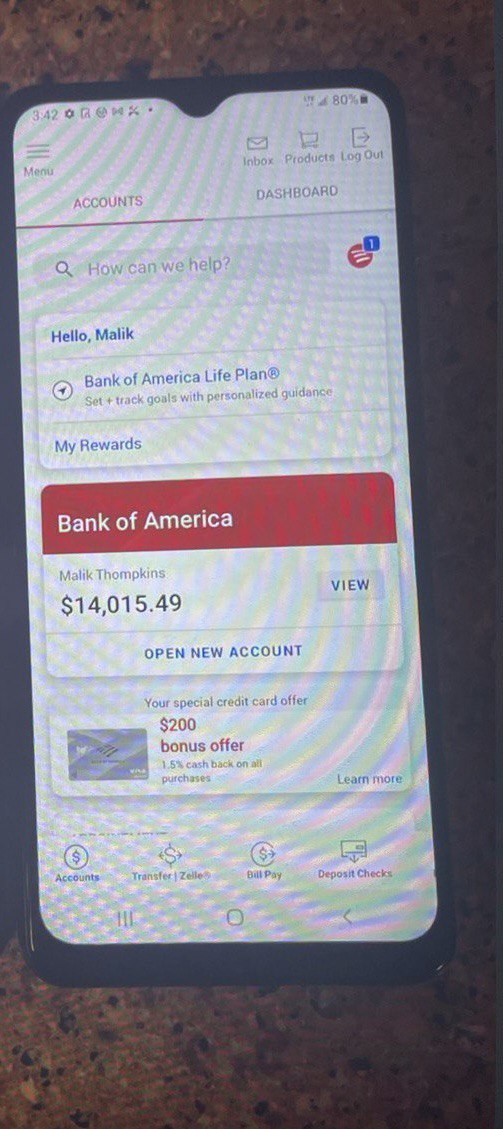 3:42
LTE 80%
Menu
Inbox Products Log Out
ACCOUNTS DASHBOARD
How can we help?
1
Hello, Malik
Bank of America Life Plan®
Set + track goals with personalized guidance
My Rewards
Bank of America
Malik Thompkins
$14,015.49
VIEW
OPEN NEW ACCOUNT
Your special credit card offer
$200
bonus offer
1.5% cash back on all
purchases
VISA
Learn more
Accounts Transfer | Zelle® Bill Pay Deposit Checks